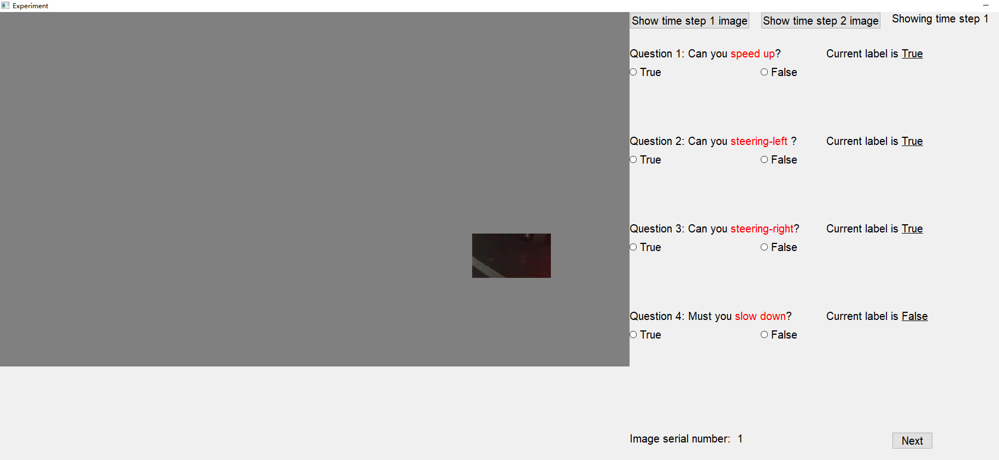 Experiment
Show time step 1 image Show time step 2 image Showing time step 1
Question 1: Can you speed up? Current label is True
True False
Question 2: Can you steering-left ? Current label is True
True False
Question 3: Can you steering-right? Current label is True
True False
Question 4: Must you slow down? Current label is False
True False
Image serial number: 1 Next